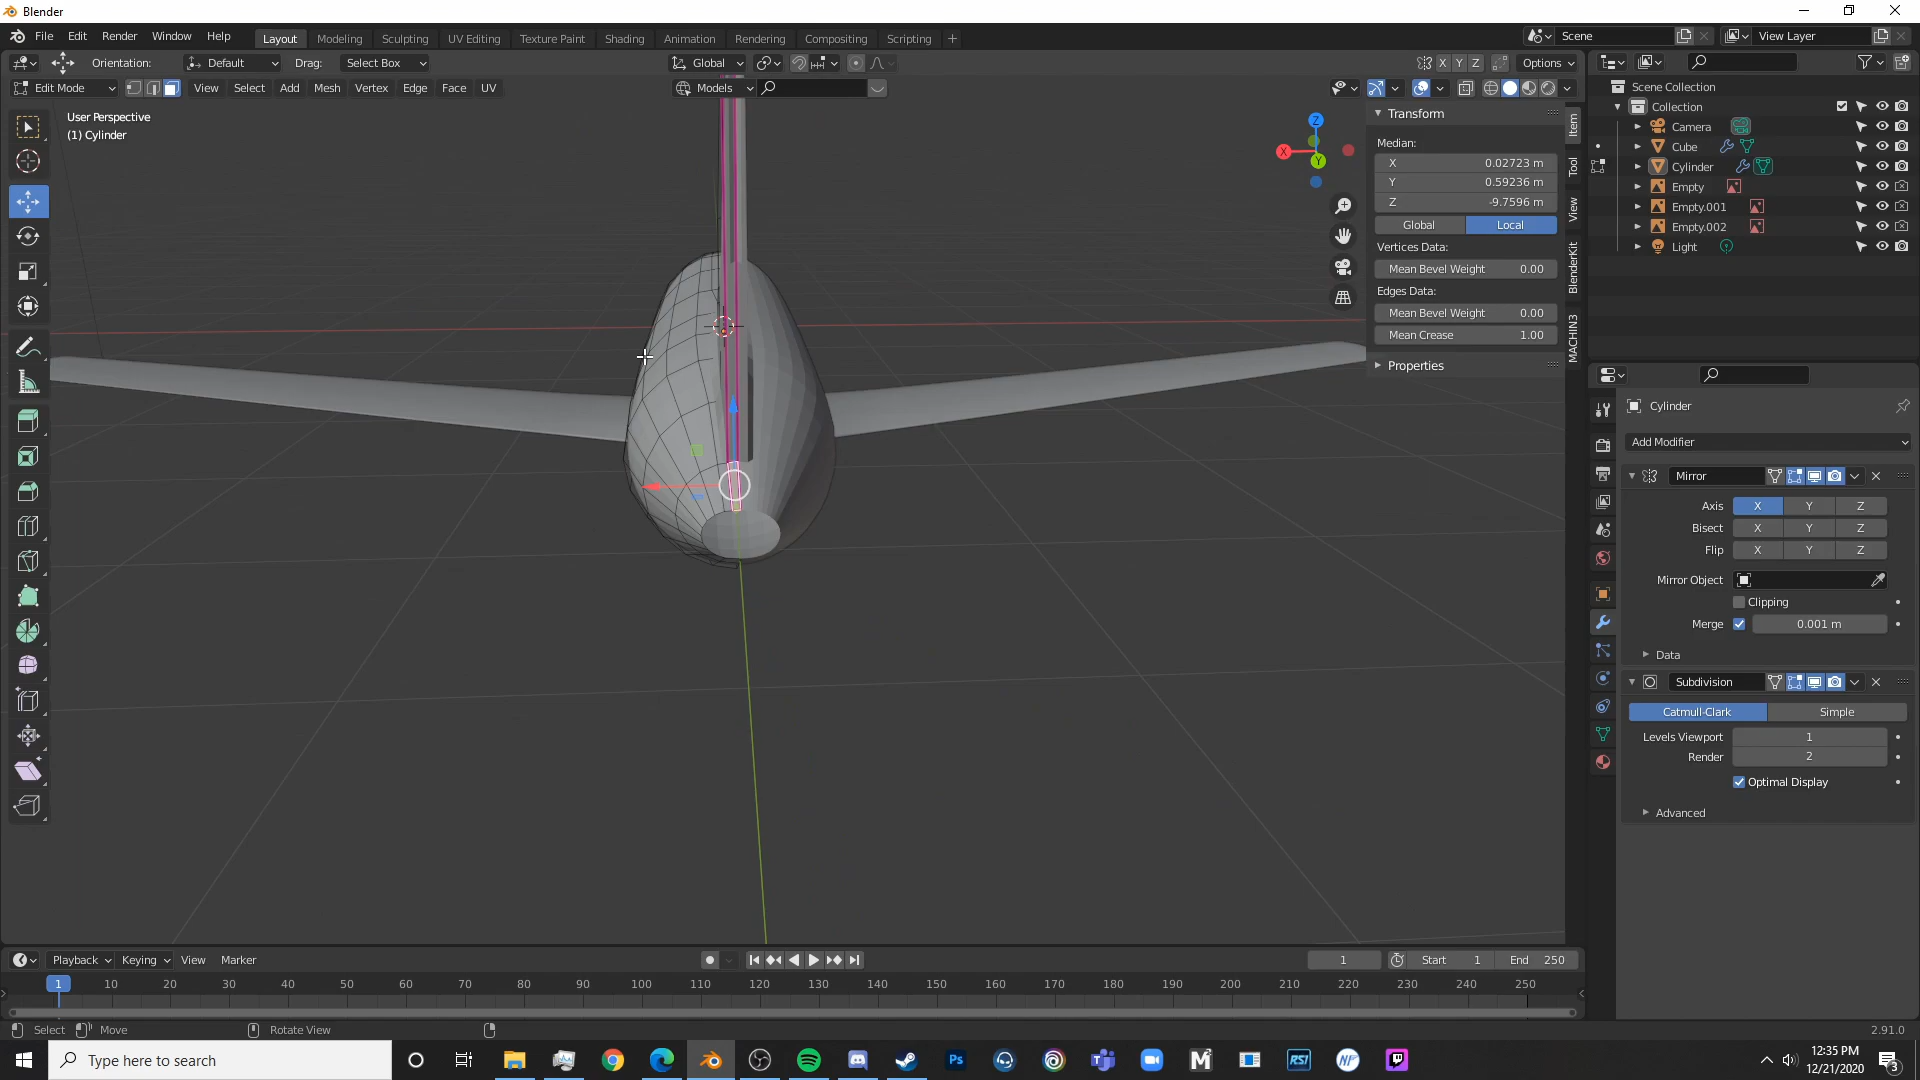 Blender
File Edit Render Window Help
Layout Modeling Sculpting UV Editing Texture Paint Shading Animation Rendering Compositing Scripting +
Scene
View Layer
Orientation: Default Drag: Select Box
Global
X Y Z Options
Edit Mode View Select Add Mesh Vertex Edge Face UV
Models
User Perspective
(1) Cylinder
Z
X
Y
Transform
Median:
X 0.02723 m
Y 0.59236 m
Z -9.7596 m
Global Local
Vertices Data:
Mean Bevel Weight 0.00
Edges Data:
Mean Bevel Weight 0.00
Mean Crease 1.00
Properties
Item
Tool
View
BlenderKit
MACHIN3
Scene Collection
Collection
Camera
Cube
Cylinder
Empty
Empty.001
Empty.002
Light
Cylinder
Add Modifier
Mirror
Axis X Y Z
Bisect X Y Z
Flip X Y Z
Mirror Object
Clipping
Merge 0.001 m
Data
Subdivision
Catmull-Clark Simple
Levels Viewport 1
Render 2
Optimal Display
Advanced
Playback Keying View Marker
1 Start 1 End 250
1 10 20 30 40 50 60 70 80 90 100 110 120 130 140 150 160 170 180 190 200 210 220 230 240 250
Select Move Rotate View
2.91.0
Type here to search
Ps
M
RSI
NF
12:35 PM
12/21/2020
3